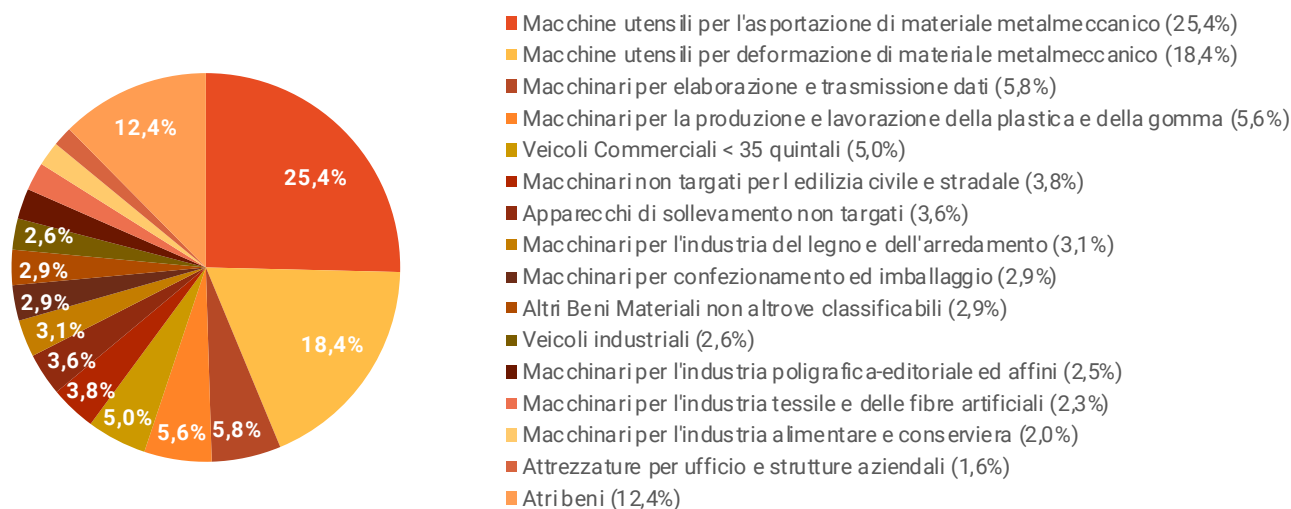 12,4%
25,4%
18,4%
5,8%
5,6%
5,0%
3,8%
3,6%
3,1%
2,9%
2,9%
2,6%
Macchine utensili per l'asportazione di materiale metalmeccanico (25,4%)
Macchine utensili per deformazione di materiale metalmeccanico (18,4%)
Macchinari per elaborazione e trasmissione dati (5,8%)
Macchinari per la produzione e lavorazione della plastica e della gomma (5,6%)
Veicoli Commerciali < 35 quintali (5,0%)
Macchinari non targati per l edilizia civile e stradale (3,8%)
Apparecchi di sollevamento non targati (3,6%)
Macchinari per l'industria del legno e dell'arredamento (3,1%)
Macchinari per confezionamento ed imballaggio (2,9%)
Altri Beni Materiali non altrove classificabili (2,9%)
Veicoli industriali (2,6%)
Macchinari per l'industria poligrafica-editoriale ed affini (2,5%)
Macchinari per l'industria tessile e delle fibre artificiali (2,3%)
Macchinari per l'industria alimentare e conserviera (2,0%)
Attrezzature per ufficio e strutture aziendali (1,6%)
Atri beni (12,4%)